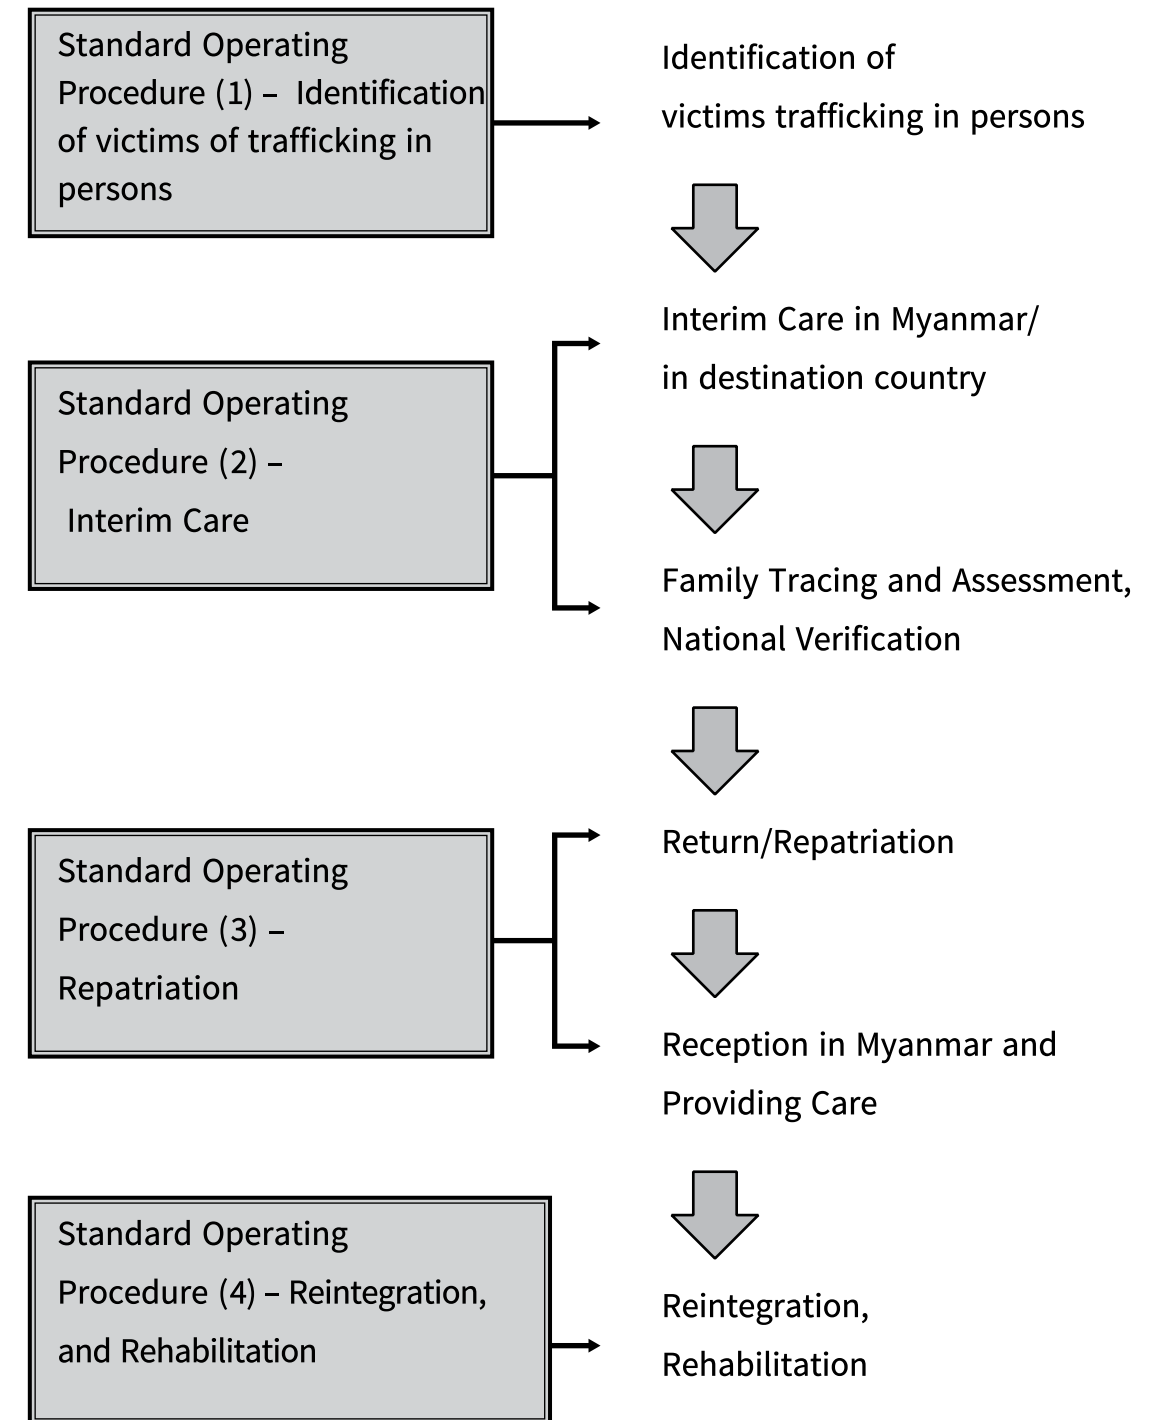 Standard Operating
Procedure (1) – Identification
of victims of trafficking in
persons
Identification of
victims trafficking in persons
Standard Operating
Procedure (2) –
Interim Care
Interim Care in Myanmar/
in destination country
Family Tracing and Assessment,
National Verification
Standard Operating
Procedure (3) –
Repatriation
Return/Repatriation
Reception in Myanmar and
Providing Care
Standard Operating
Procedure (4) – Reintegration,
and Rehabilitation
Reintegration,
Rehabilitation